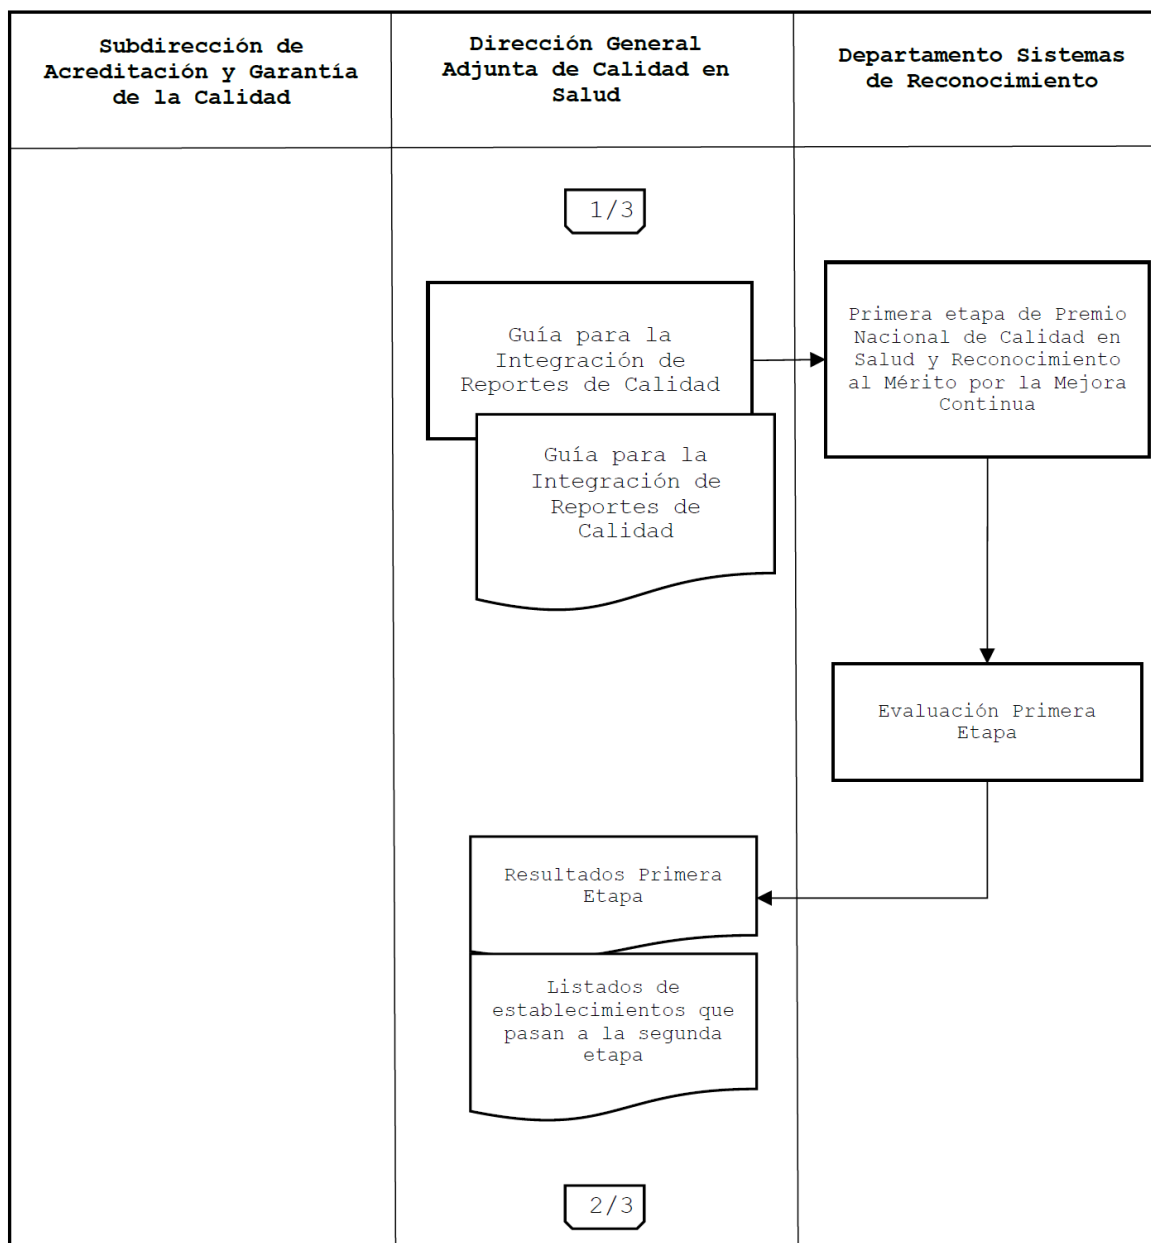 Subdirección de
Acreditación y Garantía
de la Calidad
Dirección General
Adjunta de Calidad en
Salud
Departamento Sistemas
de Reconocimiento
1/3
Guía para la
Integración de
Reportes de Calidad
Primera etapa de Premio
Nacional de Calidad en
Salud y Reconocimiento
al Mérito por la Mejora
Continua
Guía para la
Integración de
Reportes de
Calidad
Evaluación Primera
Etapa
Resultados Primera
Etapa
Listados de
establecimientos que
pasan a la segunda
etapa
2/3